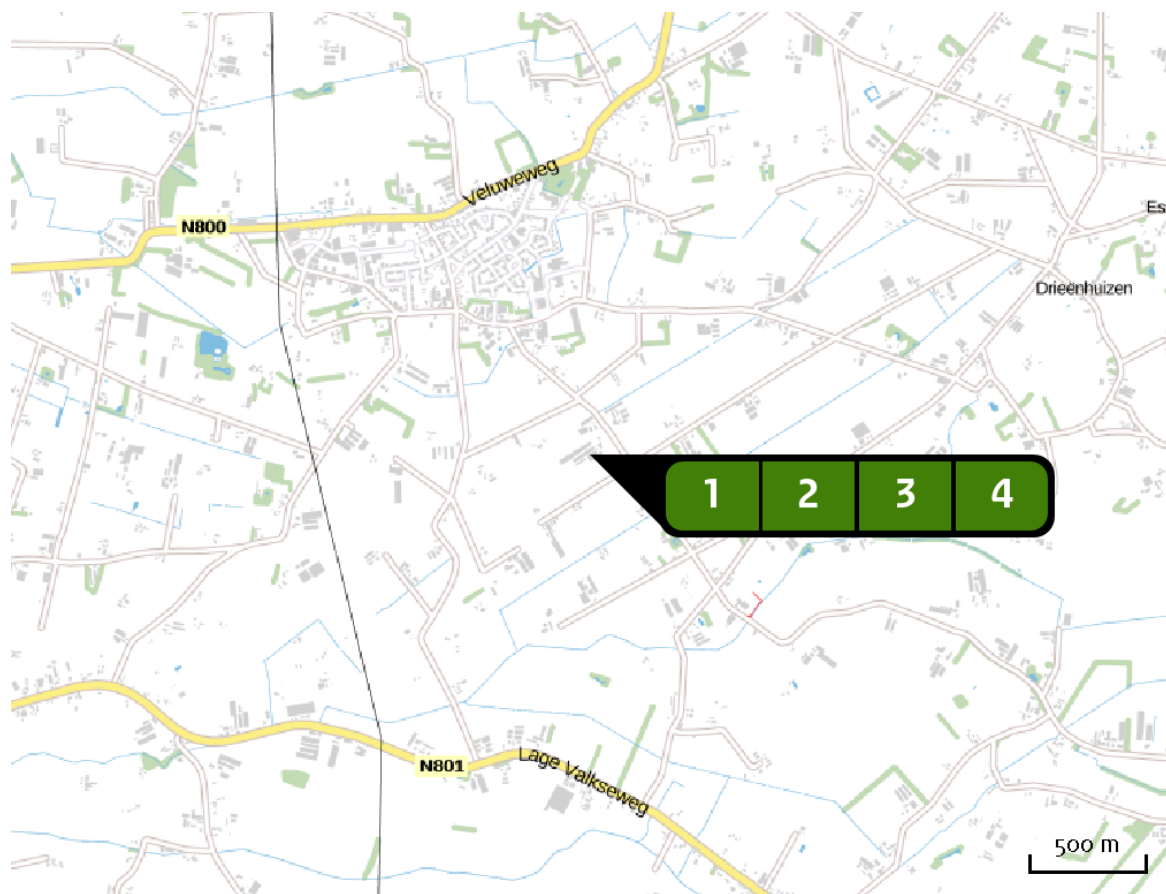 Veluweweg
N800
Es
Drieënhuizen
1 2 3 4
N801
Lage Valkseweg
500 m